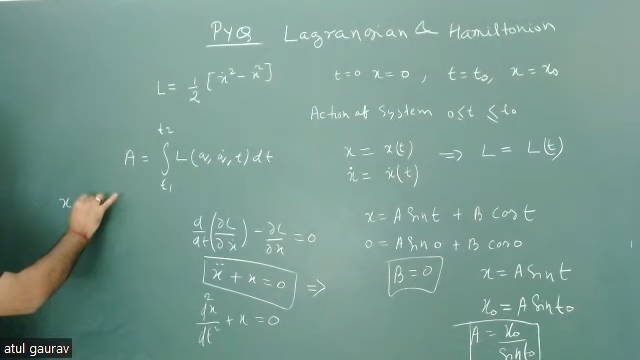 PYQ Lagrangian & Hamiltonion
L = 1/2 [ẋ² - x²]
t=0 x=0, t=t₀, x=x₀
Action of System 0≤t≤t₀
A = ∫_{t1}^{t2} L(q, q̇, t) dt
x = x(t)
ẋ = ẋ(t)
=> L = L(t)
x
d/dt (∂L/∂ẋ) - ∂L/∂x = 0
ẍ + x = 0 =>
d²x/dt² + x = 0
x = A Sin t + B cos t
0 = A Sin 0 + B cos 0
B = 0
x = A Sin t
x₀ = A Sin t₀
A = x₀/Sin t₀
atul gaurav